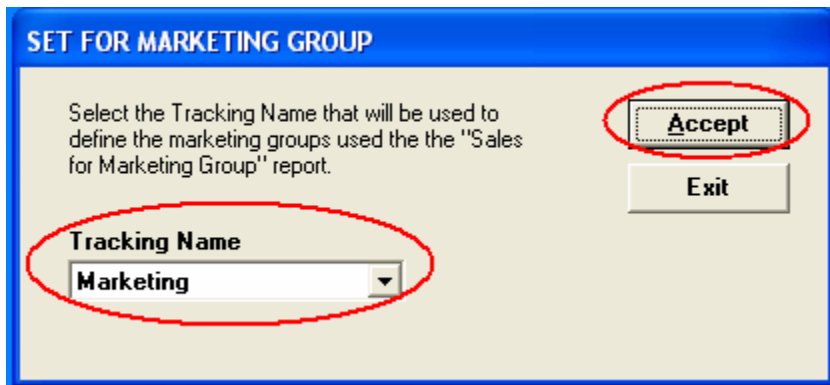 SET FOR MARKETING GROUP
Select the Tracking Name that will be used to
define the marketing groups used the the "Sales
for Marketing Group" report.
Accept
Exit
Tracking Name
Marketing